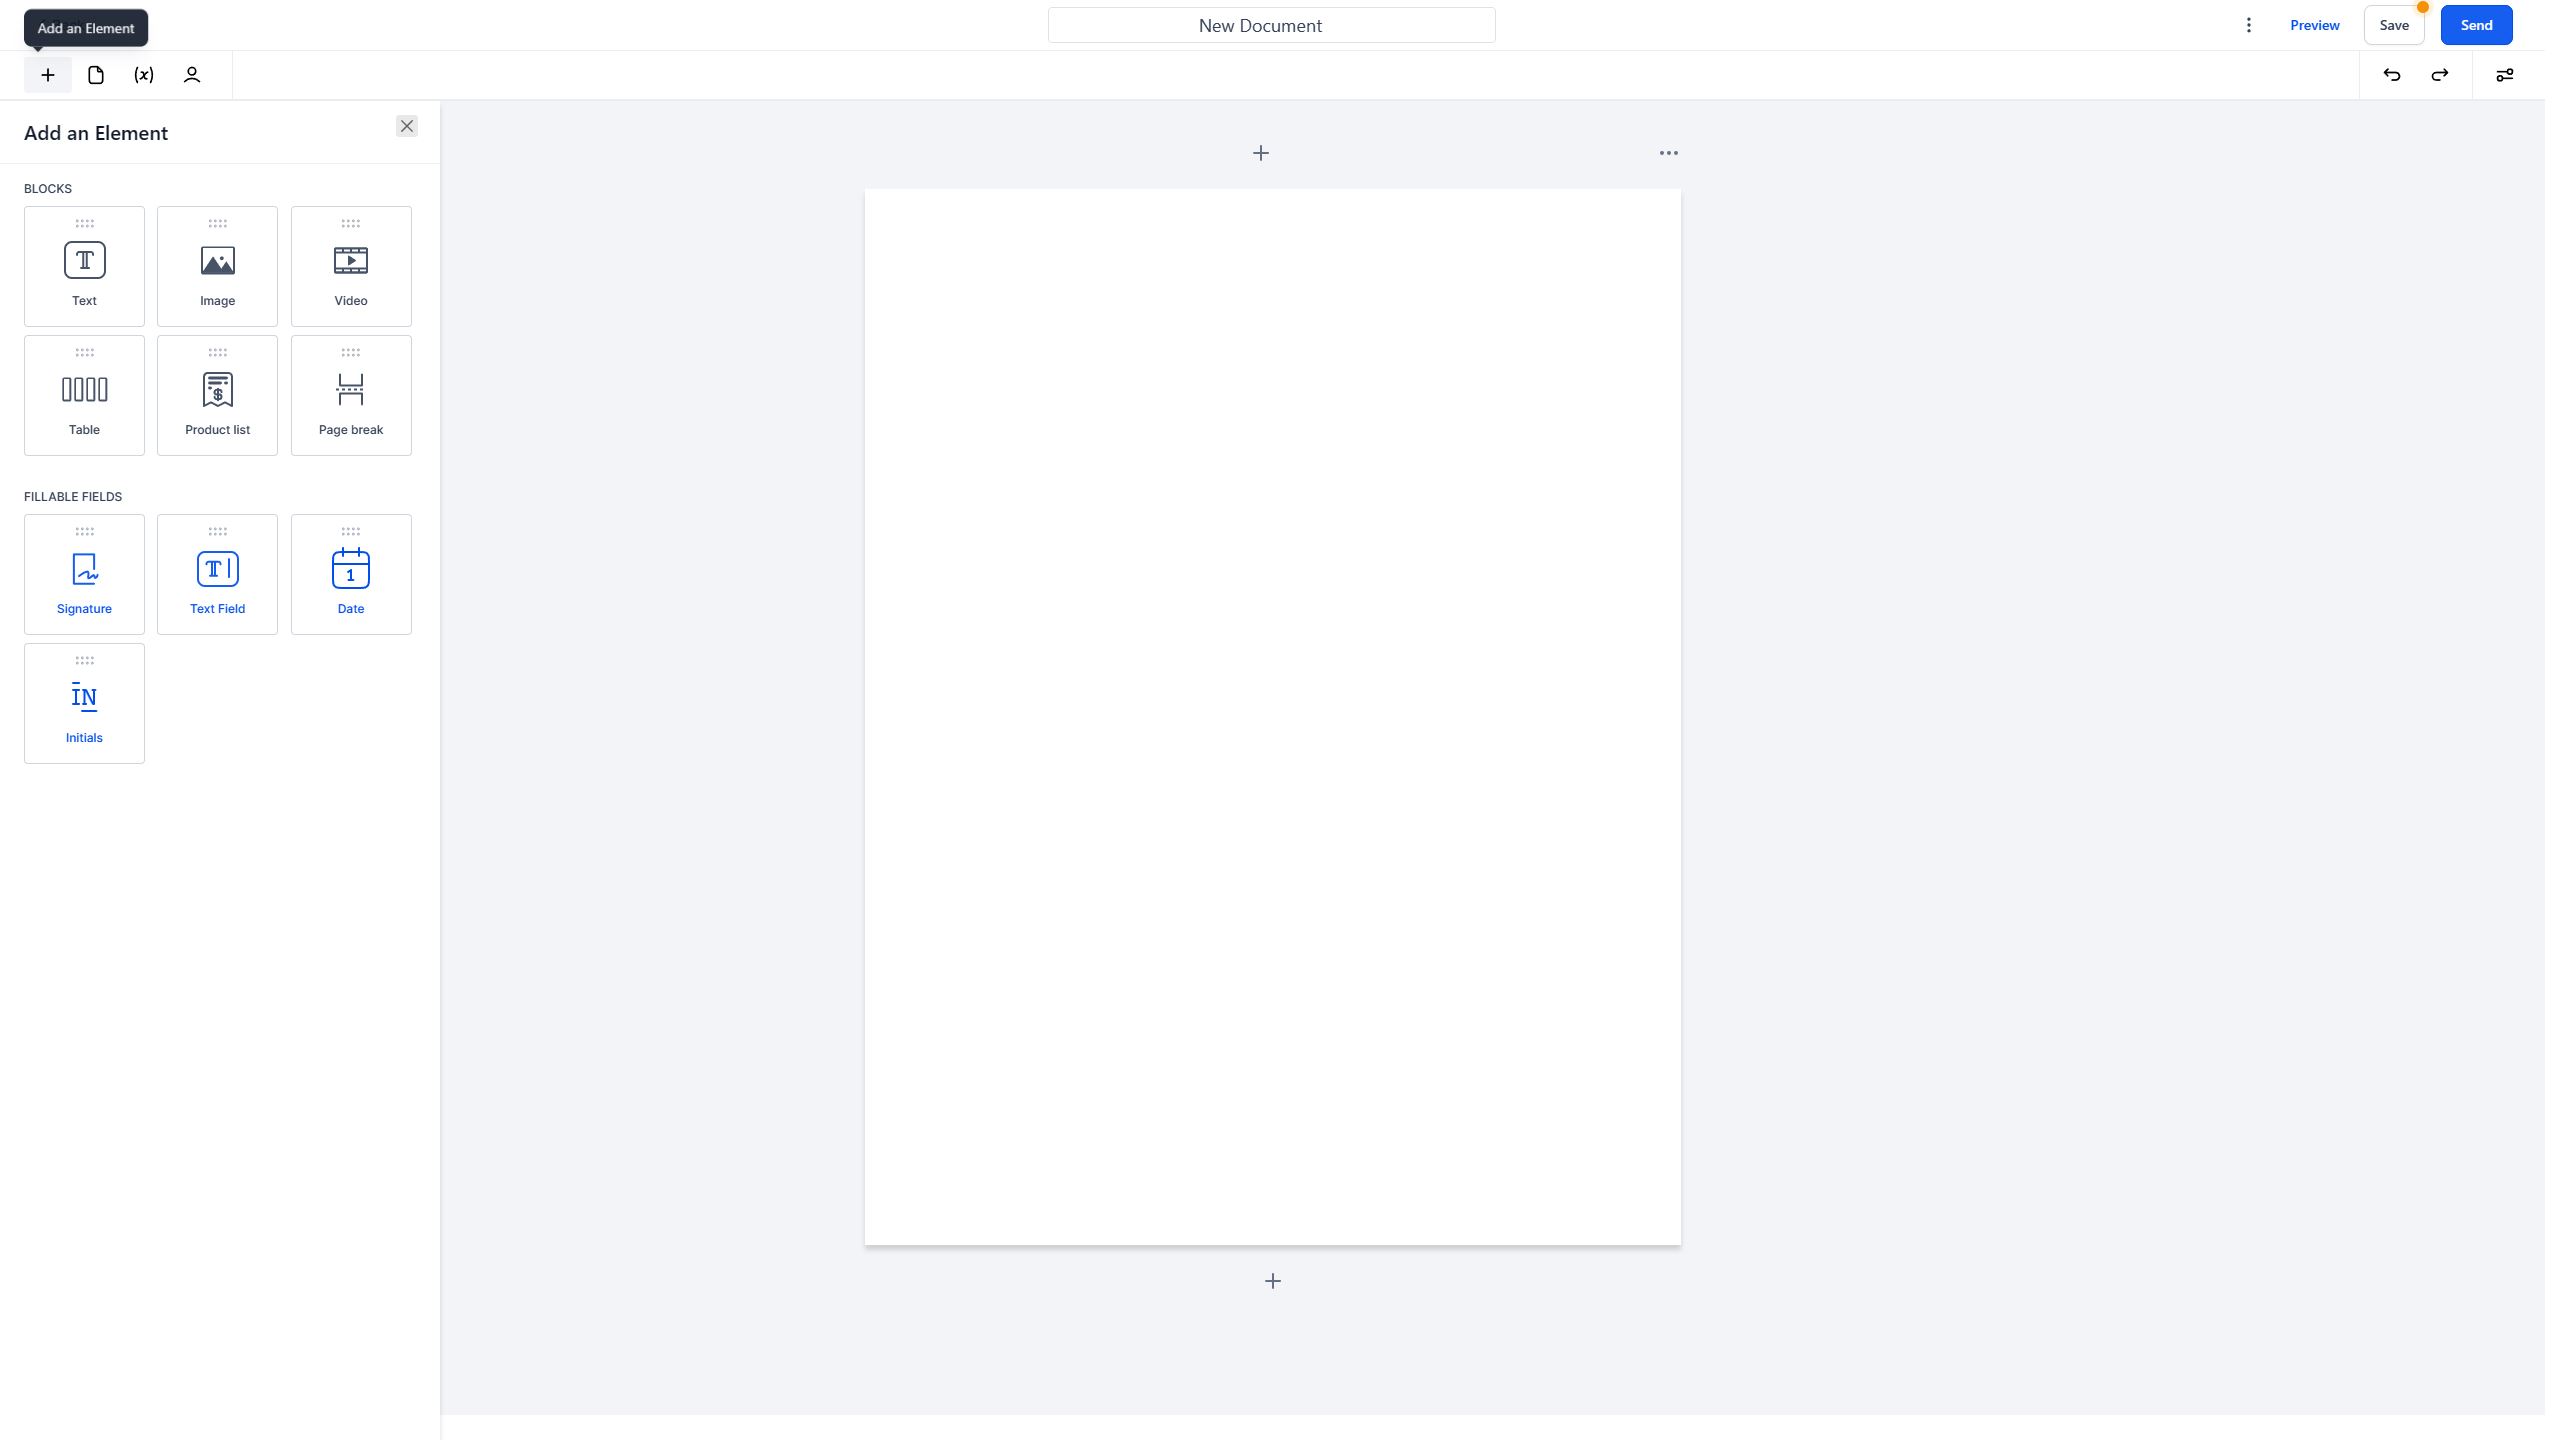 Add an Element
New Document
Preview
Save
Send
(x)
Add an Element
BLOCKS
Text
Image
Video
Table
Product list
Page break
FILLABLE FIELDS
Signature
Text Field
Date
Initials